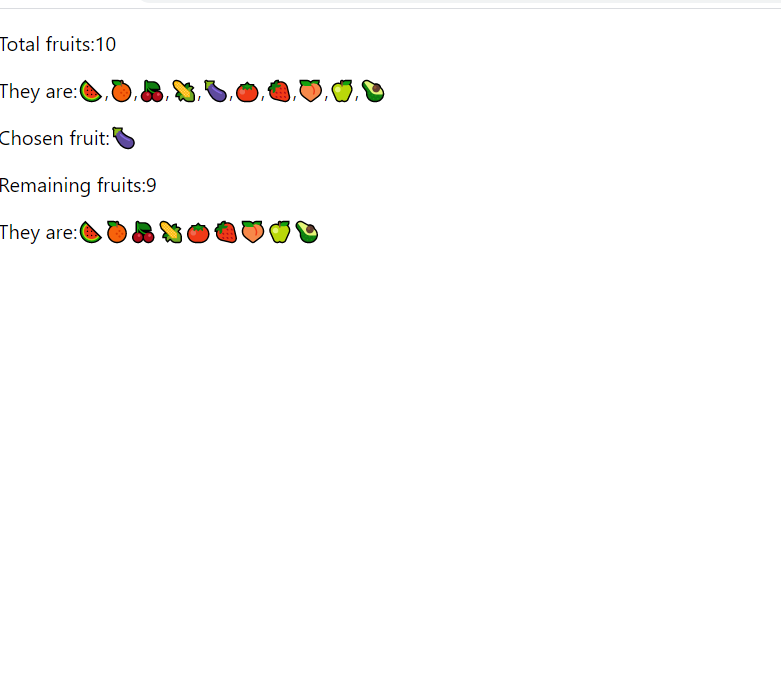 Total fruits:10
They are:🍉,🍊,🍒,🌽,🍆,🍅,🍓,🍑,🍏,🥑
Chosen fruit:🍆
Remaining fruits:9
They are:🍉🍊🍒🌽🍅🍓🍑🍏🥑